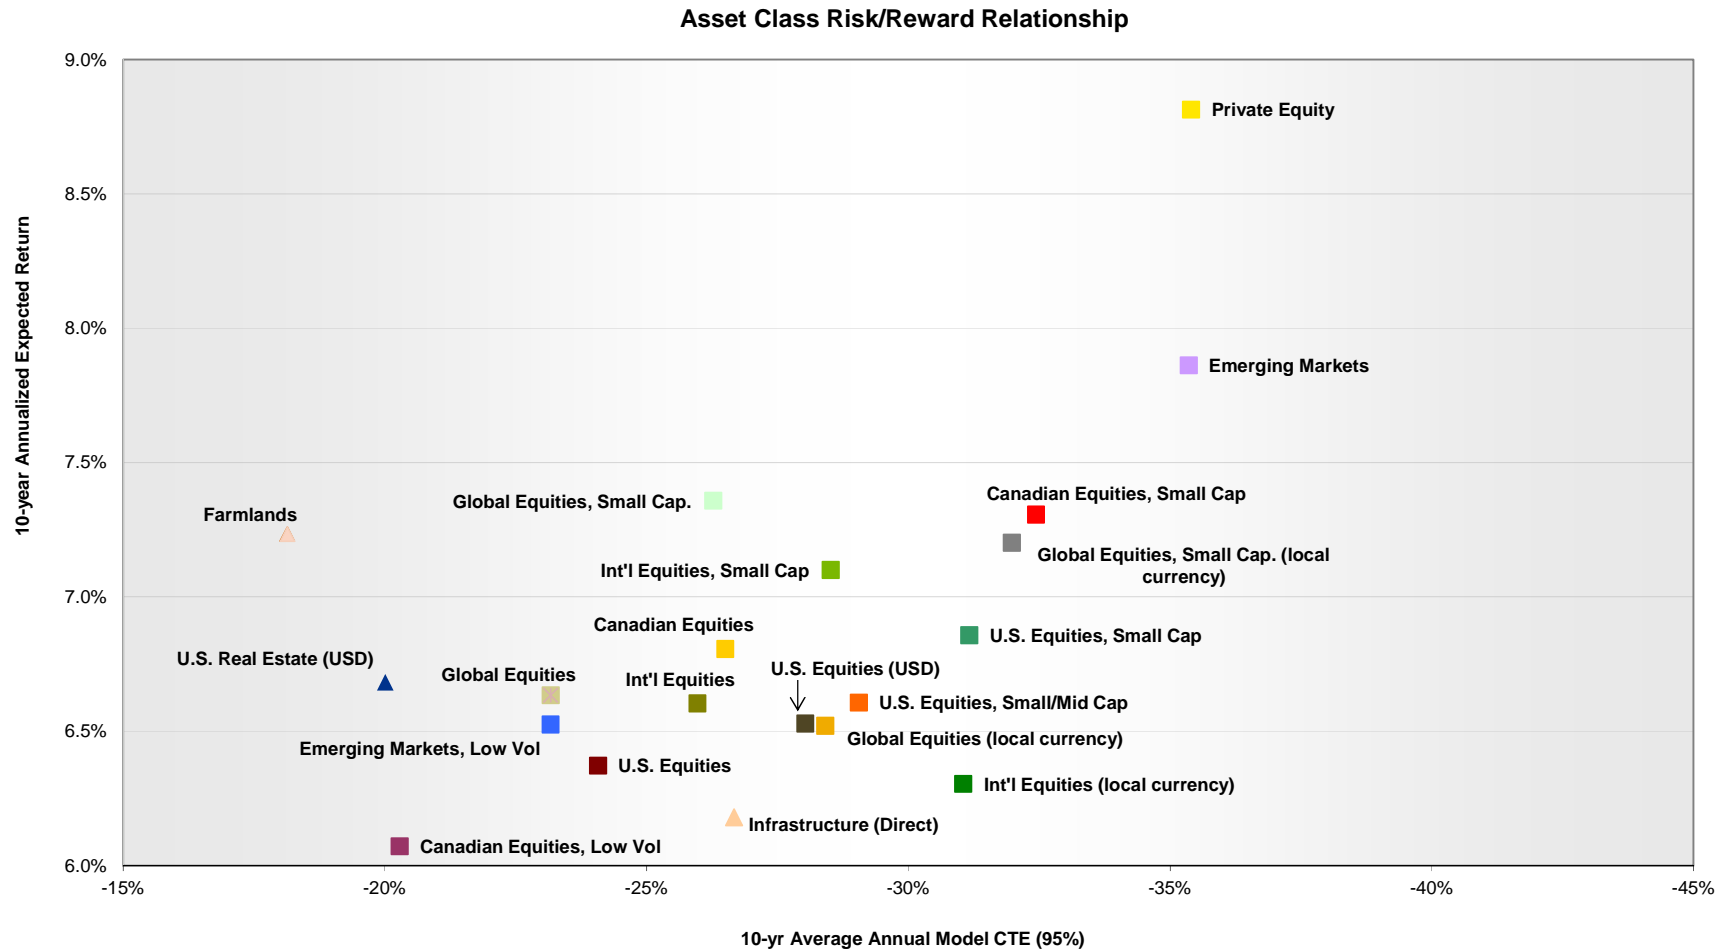 Asset Class Risk/Reward Relationship
10-year Annualized Expected Return
9.0%
8.5%
8.0%
7.5%
7.0%
6.5%
6.0%
Private Equity
Emerging Markets
Canadian Equities, Small Cap
Global Equities, Small Cap.
Farmlands
Global Equities, Small Cap. (local
currency)
Int'l Equities, Small Cap
Canadian Equities
U.S. Equities, Small Cap
U.S. Real Estate (USD)
U.S. Equities (USD)
Global Equities
Int'l Equities
U.S. Equities, Small/Mid Cap
Global Equities (local currency)
Emerging Markets, Low Vol
U.S. Equities
Int'l Equities (local currency)
Infrastructure (Direct)
Canadian Equities, Low Vol
-15%
-20%
-25%
-30%
-35%
-40%
-45%
10-yr Average Annual Model CTE (95%)